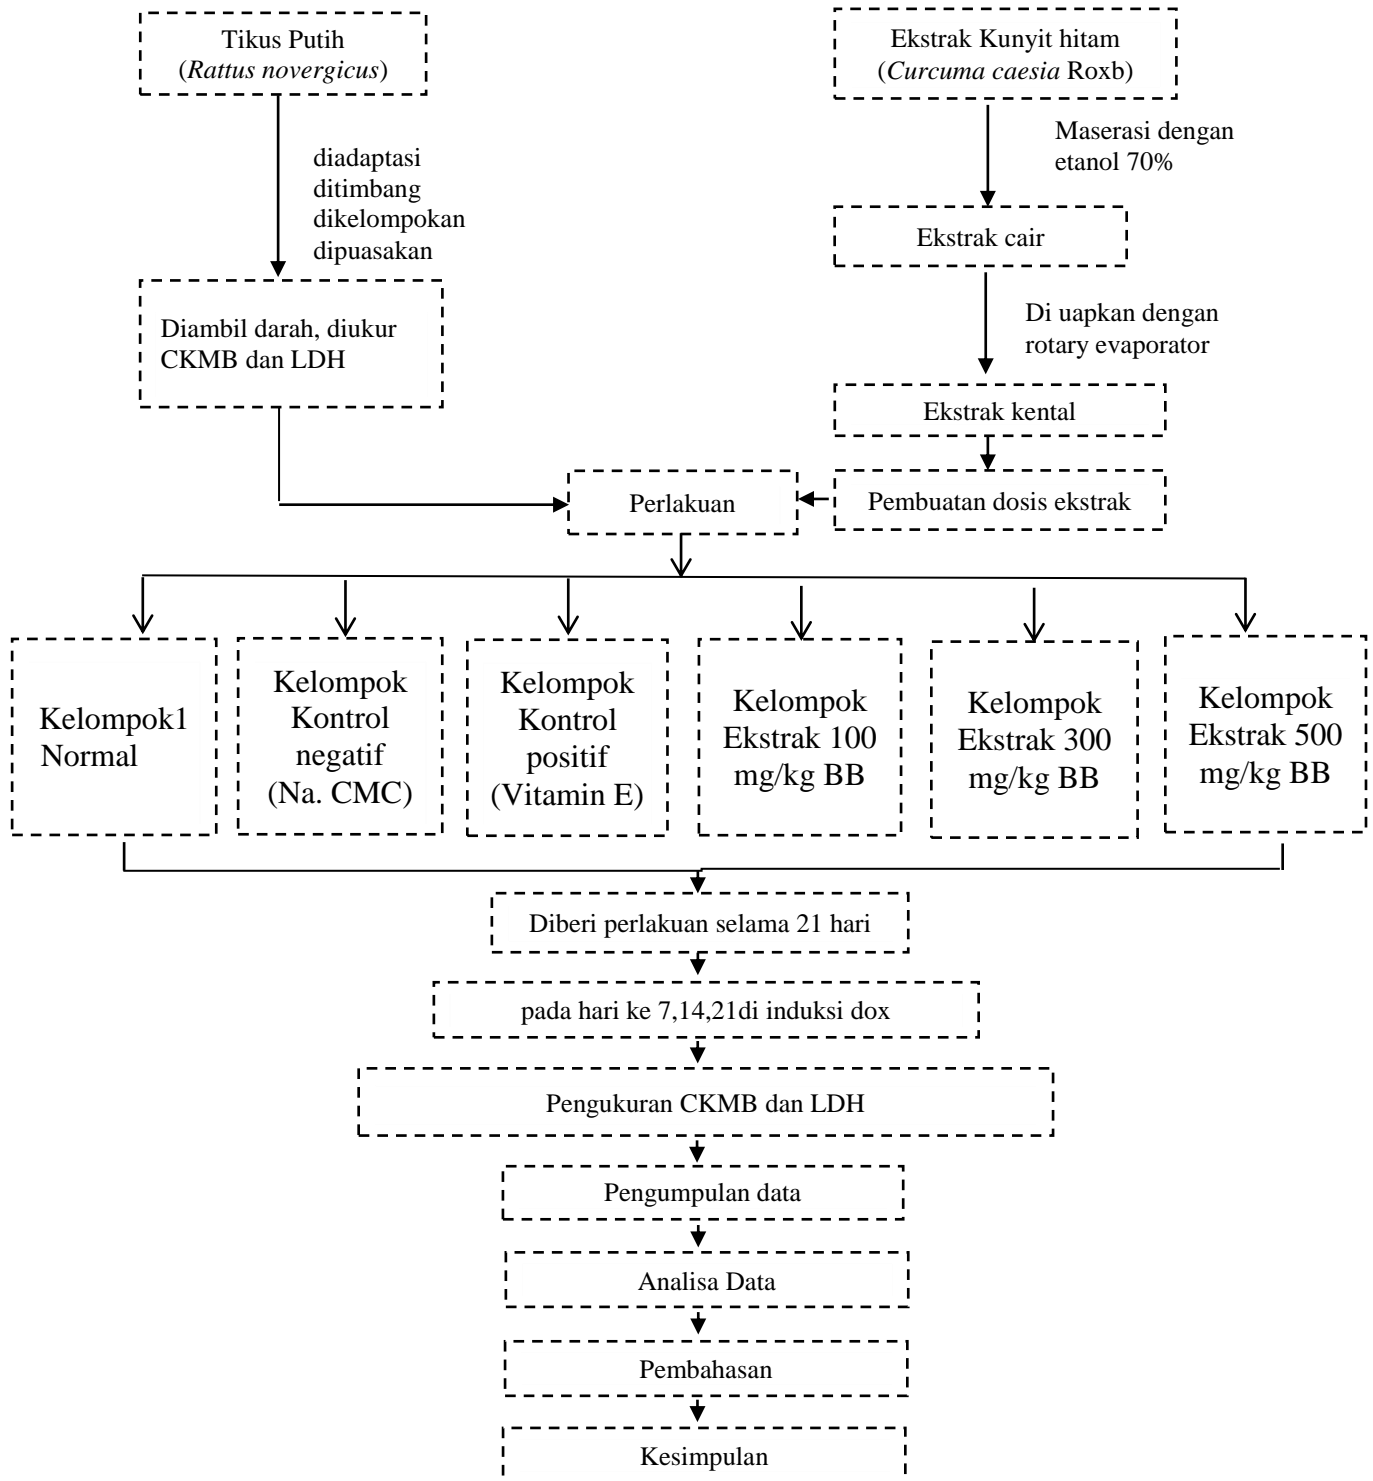 Tikus Putih
(Rattus novergicus)
Ekstrak Kunyit hitam
(Curcuma caesia Roxb)
diadaptasi
ditimbang
dikelompokan
dipuasakan
Maserasi dengan
etanol 70%
Ekstrak cair
Diambil darah, diukur
CKMB dan LDH
Di uapkan dengan
rotary evaporator
Ekstrak kental
Perlakuan
Pembuatan dosis ekstrak
Kelompok1
Normal
Kelompok
Kontrol
negatif
(Na. CMC)
Kelompok
Kontrol
positif
(Vitamin E)
Kelompok
Ekstrak 100
mg/kg BB
Kelompok
Ekstrak 300
mg/kg BB
Kelompok
Ekstrak 500
mg/kg BB
Diberi perlakuan selama 21 hari
pada hari ke 7,14,21di induksi dox
Pengukuran CKMB dan LDH
Pengumpulan data
Analisa Data
Pembahasan
Kesimpulan